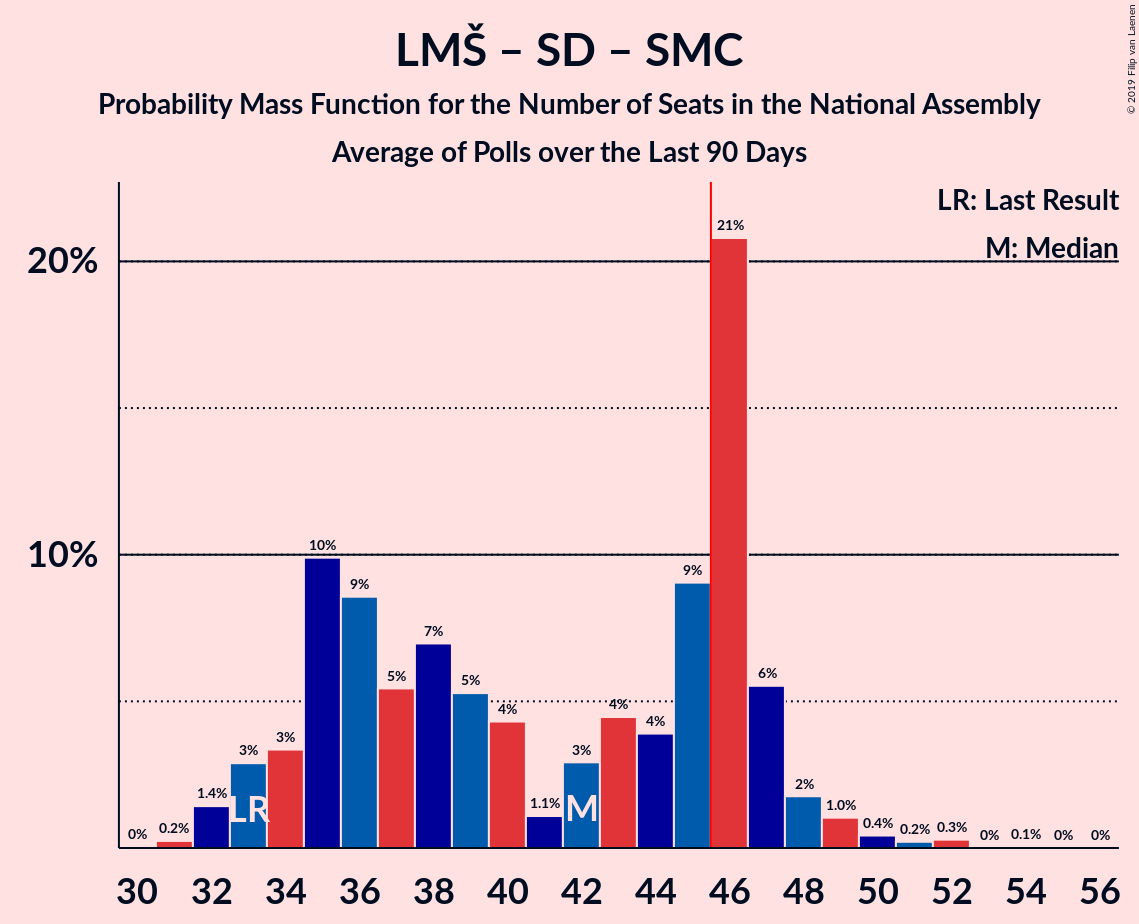 LMŠ – SD – SMC
Probability Mass Function for the Number of Seats in the National Assembly
Average of Polls over the Last 90 Days
© 2019 Filip van Laenen
LR: Last Result
M: Median
20%
10%
0% 0.2% 1.4% 3% 3% 10% 9% 5% 7% 5% 4% 1.1% 3% 4% 4% 9% 21% 6% 2% 1.0% 0.4% 0.2% 0.3% 0% 0.1% 0% 0%
LR M
30 32 34 36 38 40 42 44 46 48 50 52 54 56